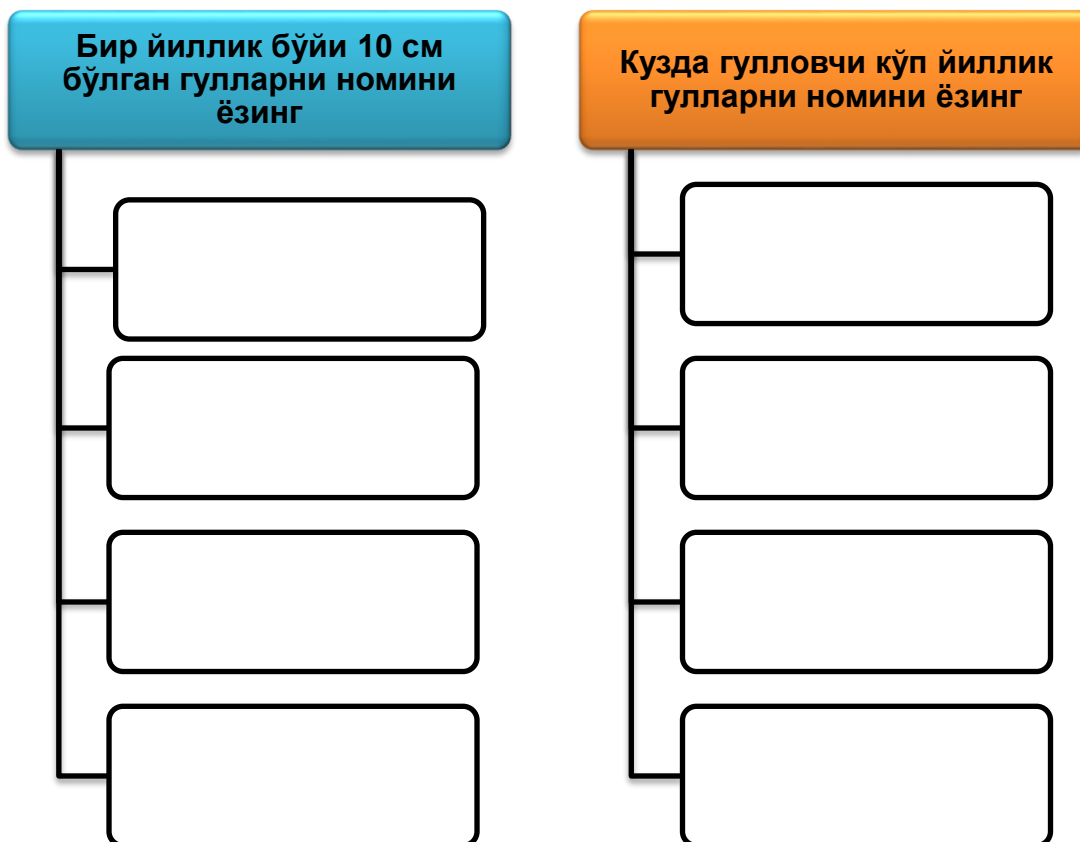 Бир йиллик бўйи 10 см
бўлган гулларни номини
ёзинг
Кузда гулловчи кўп йиллик
гулларни номини ёзинг